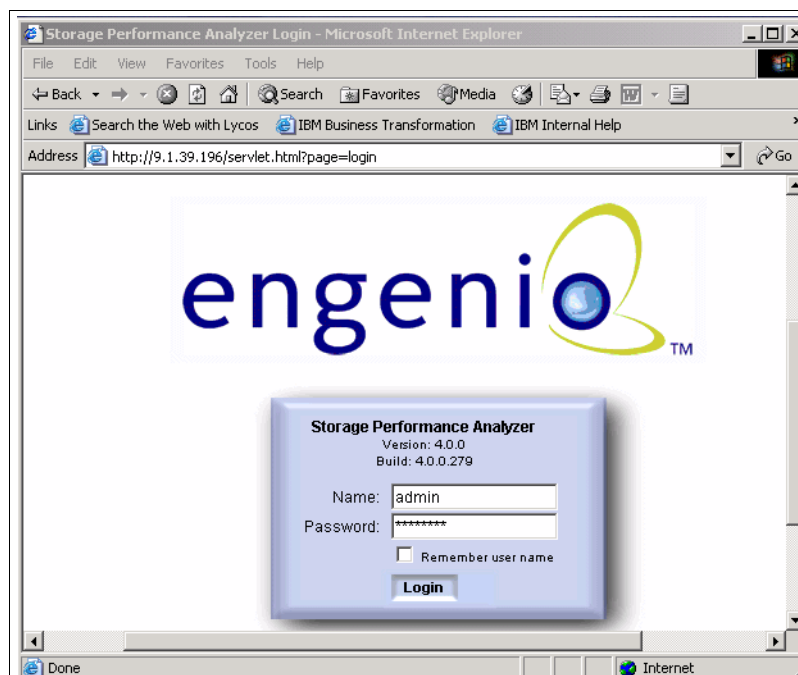 Storage Performance Analyzer Login - Microsoft Internet Explorer
File Edit View Favorites Tools Help
Back Search Favorites Media
Links Search the Web with Lycos IBM Business Transformation IBM Internal Help
Address http://9.1.39.196/servlet.html?page=login Go
engenio
TM
Storage Performance Analyzer
Version: 4.0.0
Build: 4.0.0.279
Name: admin
Password: ********
Remember user name
Login
Done Internet